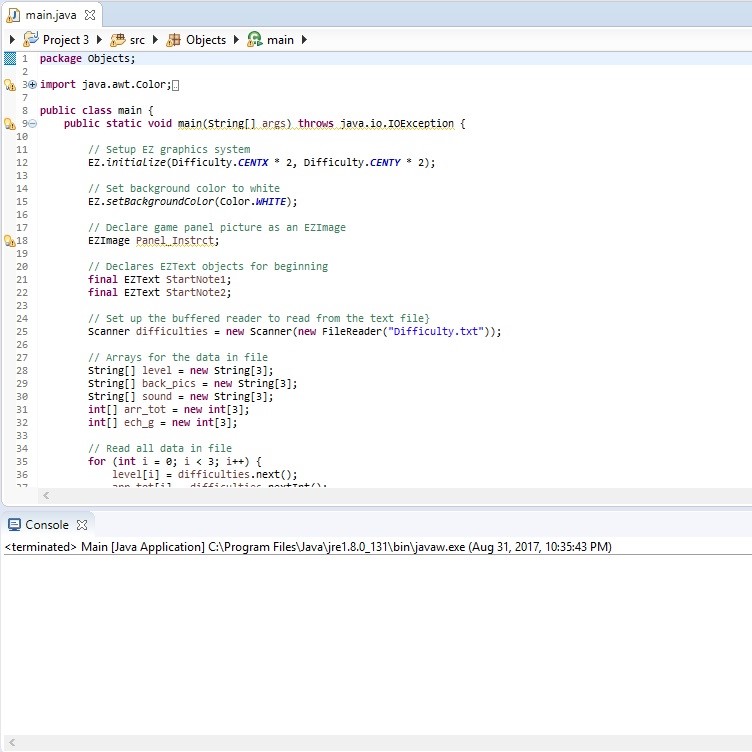 main.java
Project 3 src Objects main
1 package Objects;
2
3 import java.awt.Color;
7
8 public class main {
9 public static void main(String[] args) throws java.io.IOException {
10
11 // Setup EZ graphics system
12 EZ.initialize(Difficulty.CENTX * 2, Difficulty.CENTY * 2);
13
14 // Set background color to white
15 EZ.setBackgroundColor(Color.WHITE);
16
17 // Declare game panel picture as an EZImage
18 EZImage Panel_Instrct;
19
20 // Declares EZText objects for beginning
21 final EZText StartNote1;
22 final EZText StartNote2;
23
24 // Set up the buffered reader to read from the text file}
25 Scanner difficulties = new Scanner(new FileReader("Difficulty.txt"));
26
27 // Arrays for the data in file
28 String[] level = new String[3];
29 String[] back_pics = new String[3];
30 String[] sound = new String[3];
31 int[] arr_tot = new int[3];
32 int[] ech_g = new int[3];
33
34 // Read all data in file
35 for (int i = 0; i < 3; i++) {
36 level[i] = difficulties.next();
37 arr_tot[i] = difficulties.nextInt();
Console
<terminated> Main [Java Application] C:\Program Files\Java\jre1.8.0_131\bin\javaw.exe (Aug 31, 2017, 10:35:43 PM)